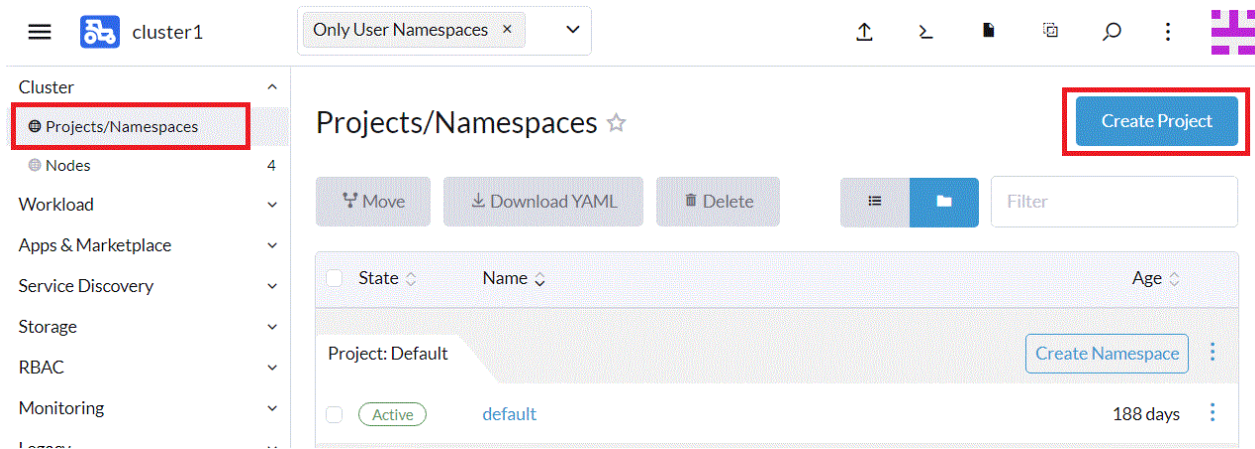 cluster1
Only User Namespaces ×
Cluster
Projects/Namespaces
Nodes 4
Workload
Apps & Marketplace
Service Discovery
Storage
RBAC
Monitoring
Legacy
Projects/Namespaces
Create Project
Move
Download YAML
Delete
Filter
State Name Age
Project: Default
Create Namespace
Active default 188 days